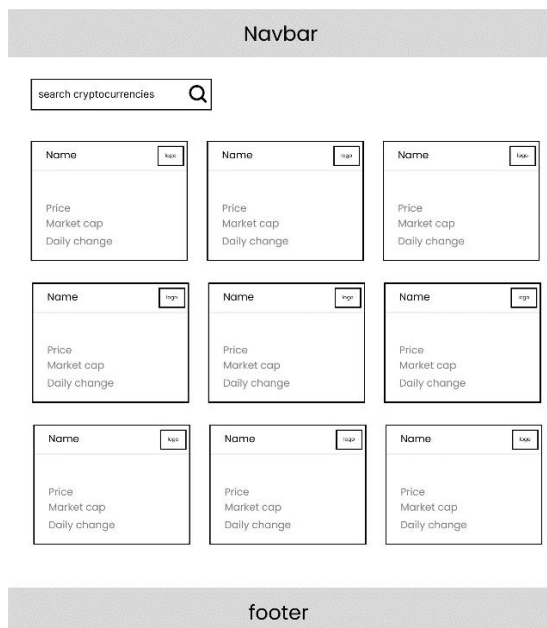 Navbar
search cryptocurrencies
Name logo Name logo Name logo
Price Price Price
Market cap Market cap Market cap
Daily change Daily change Daily change
Name logo Name logo Name logo
Price Price Price
Market cap Market cap Market cap
Daily change Daily change Daily change
Name logo Name logo Name logo
Price Price Price
Market cap Market cap Market cap
Daily change Daily change Daily change
footer